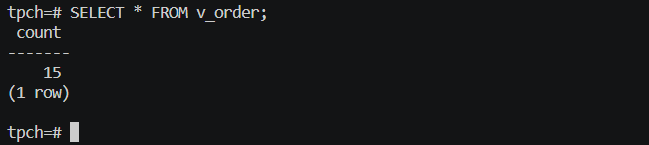 tpch=# SELECT * FROM v_order;
 count
-------
    15
(1 row)

tpch=#